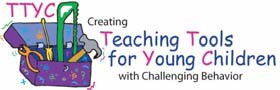 TTYC
Creating
Teaching Tools
for Young Children
with Challenging Behavior